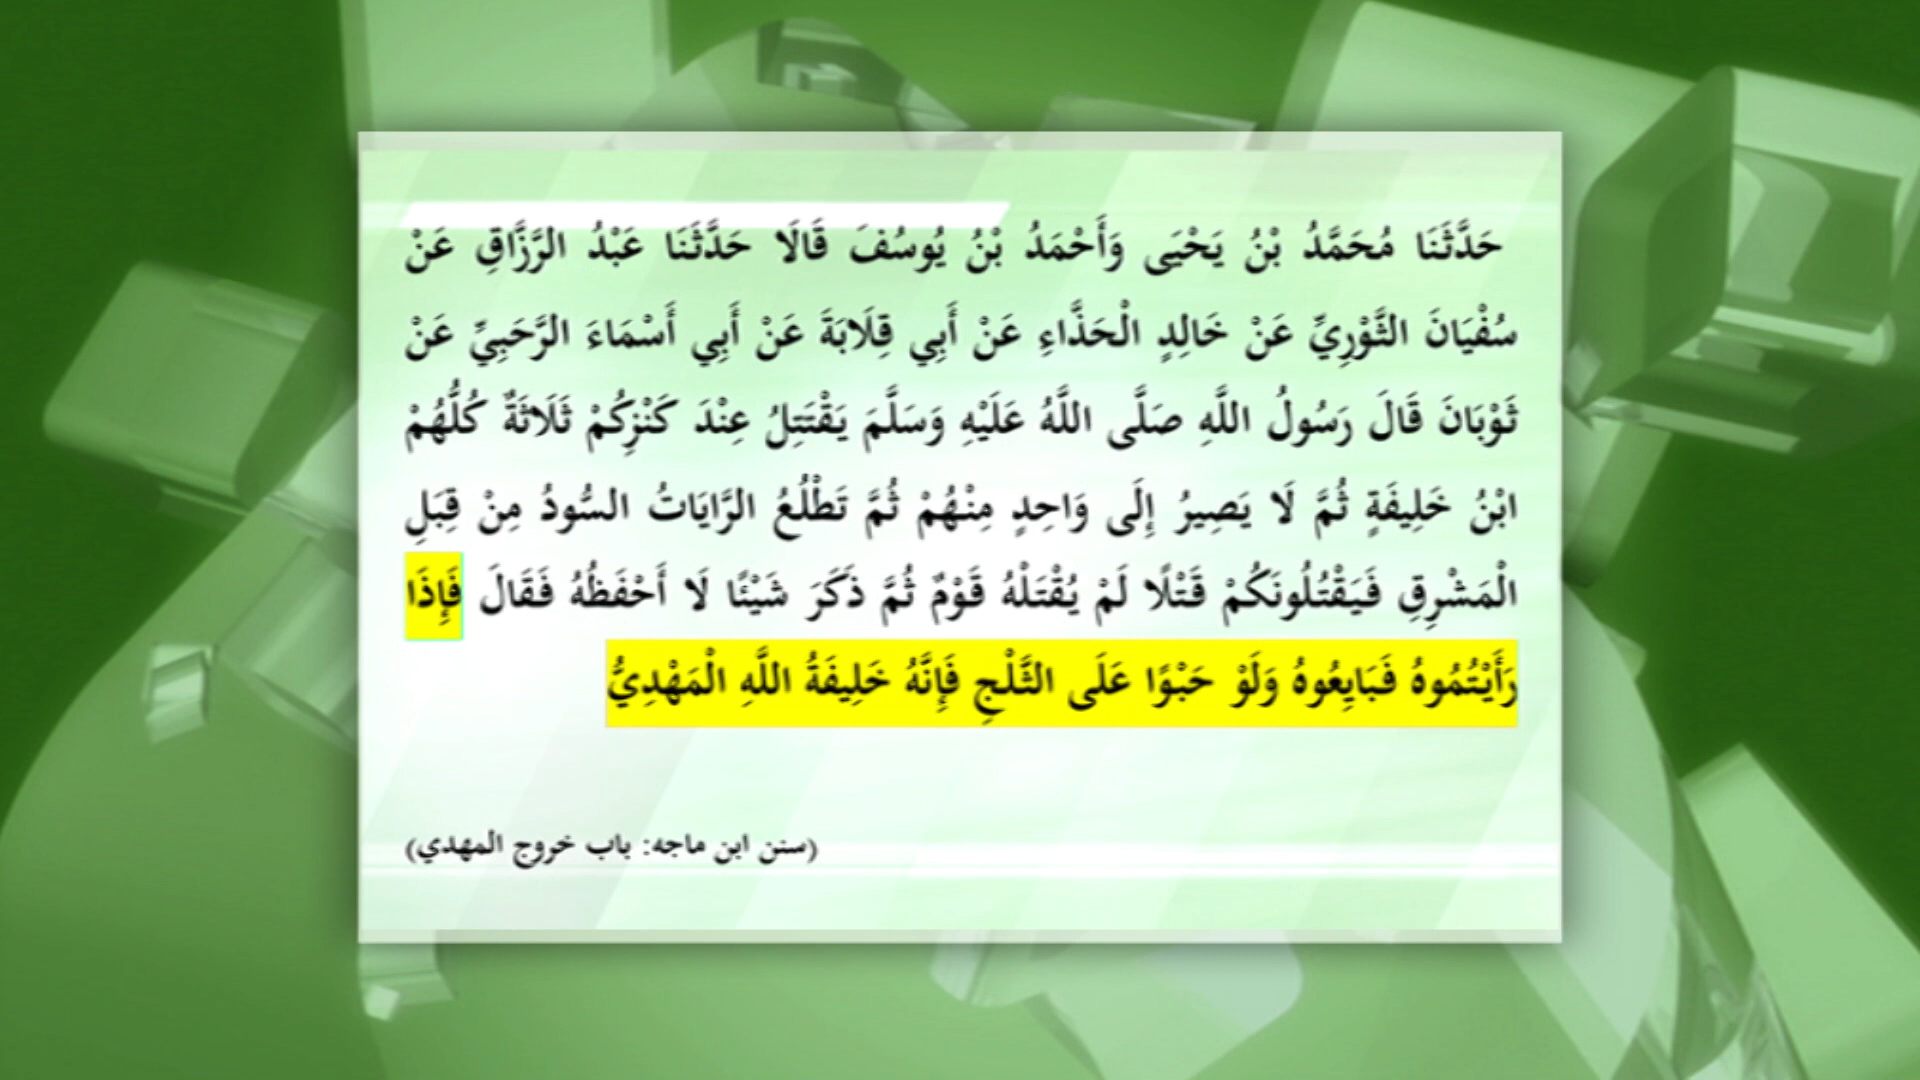 حَدَّثَنَا مُحَمَّدُ بْنُ يَحْيَى وَأَحْمَدُ بْنُ يُوسُفَ قَالَا حَدَّثَنَا عَبْدُ الرَّزَّاقِ عَنْ
سُفْيَانَ الثَّوْرِيِّ عَنْ خَالِدٍ الْحَذَّاءِ عَنْ أَبِي قِلَابَةَ عَنْ أَبِي أَسْمَاءَ الرَّحَبِيِّ عَنْ
ثَوْبَانَ قَالَ رَسُولُ اللَّهِ صَلَّى اللَّهُ عَلَيْهِ وَسَلَّمَ يَقْتَتِلُ عِنْدَ كَنْزِكُمْ ثَلَاثَةٌ كُلُّهُمْ
ابْنُ خَلِيفَةٍ ثُمَّ لَا يَصِيرُ إِلَى وَاحِدٍ مِنْهُمْ ثُمَّ تَطْلُعُ الرَّايَاتُ السُّودُ مِنْ قِبَلِ
الْمَشْرِقِ فَيَقْتُلُونَكُمْ قَتْلًا لَمْ يُقْتَلْهُ قَوْمٌ ثُمَّ ذَكَرَ شَيْئًا لَا أَحْفَظُهُ فَقَالَ فَإِذَا
رَأَيْتُمُوهُ فَبَايِعُوهُ وَلَوْ حَبْوًا عَلَى الثَّلْجِ فَإِنَّهُ خَلِيفَةُ اللَّهِ الْمَهْدِيُّ
(سنن ابن ماجه: باب خروج المهدي)